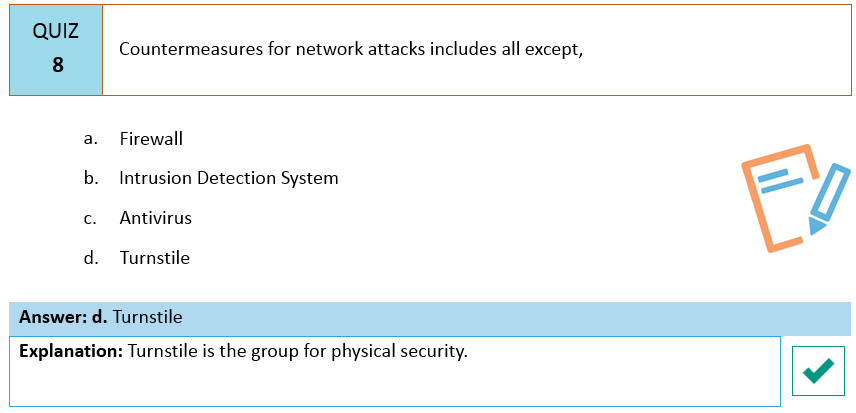 QUIZ
8
Countermeasures for network attacks includes all except,
a. Firewall
b. Intrusion Detection System
c. Antivirus
d. Turnstile
Answer: d. Turnstile
Explanation: Turnstile is the group for physical security.